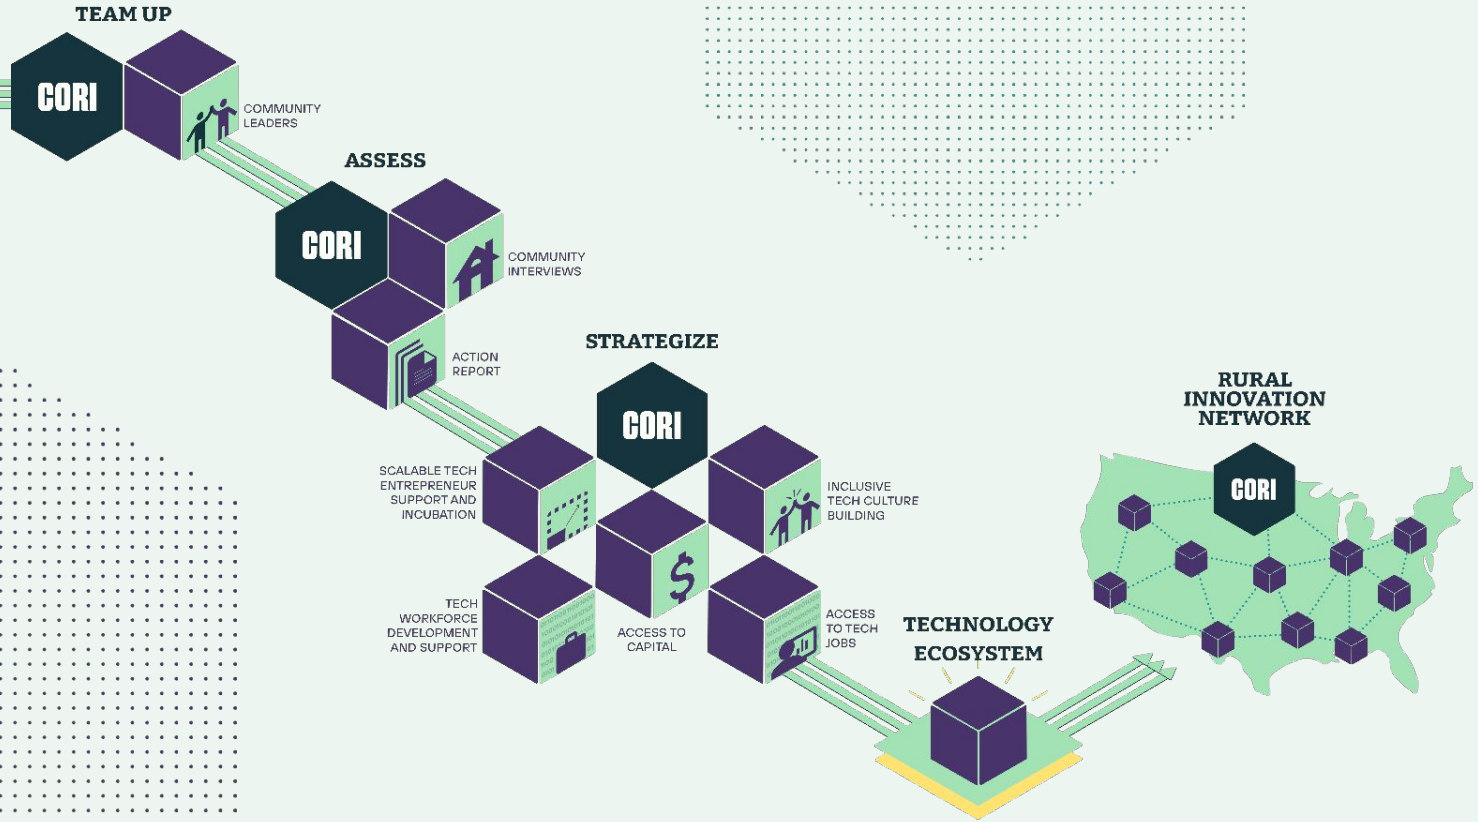 TEAM UP
CORI
COMMUNITY
LEADERS
ASSESS
CORI
COMMUNITY
INTERVIEWS
ACTION
REPORT
STRATEGIZE
CORI
SCALABLE TECH
ENTREPRENEUR
SUPPORT AND
INCUBATION
INCLUSIVE
TECH CULTURE
BUILDING
TECH
WORKFORCE
DEVELOPMENT
AND SUPPORT
ACCESS TO
CAPITAL
ACCESS
TO TECH
JOBS
TECHNOLOGY
ECOSYSTEM
RURAL
INNOVATION
NETWORK
CORI